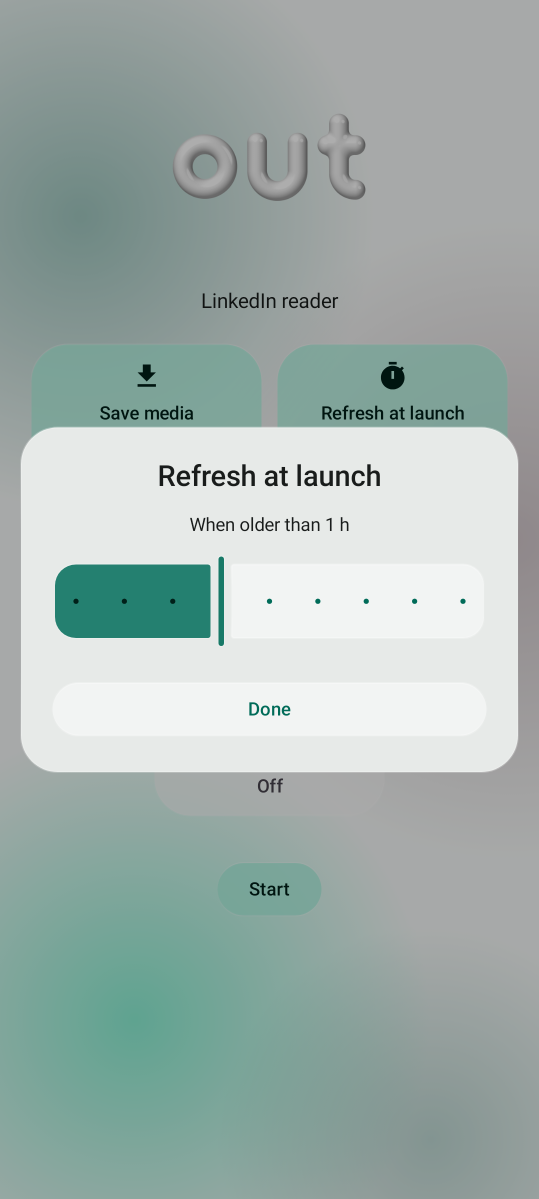 out
LinkedIn reader
Save media
Refresh at launch
Refresh at launch
When older than 1 h
Done
Off
Start